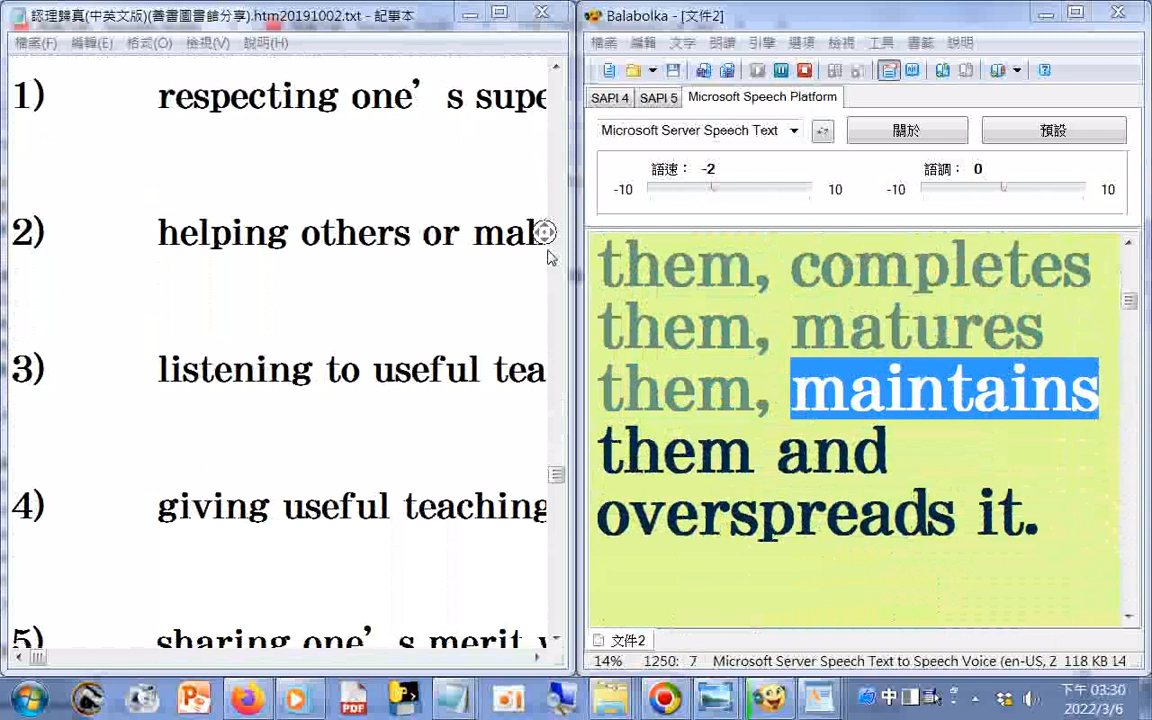 認理歸真(中英文版)(善書圖書館分享).htm20191002.txt - 記事本
檔案(F) 編輯(E) 格式(O) 檢視(V) 說明(H)
1) respecting one’s supe
2) helping others or mak
3) listening to useful tea
4) giving useful teaching
5) sharing one’s merit
Balabolka - [文件2]
檔案 編輯 文字 朗讀 引擎 選項 檢視 工具 書籤 說明
SAPI 4 SAPI 5 Microsoft Speech Platform
Microsoft Server Speech Text 關於 預設
語速： -2 語調： 0
-10 10 -10 10
them, completes
them, matures
them, maintains
them and
overspreads it.
文件2
14% 1250: 7 Microsoft Server Speech Text to Speech Voice (en-US, Z 118 KB 14
PDF 中 下午 03:30
2022/3/6